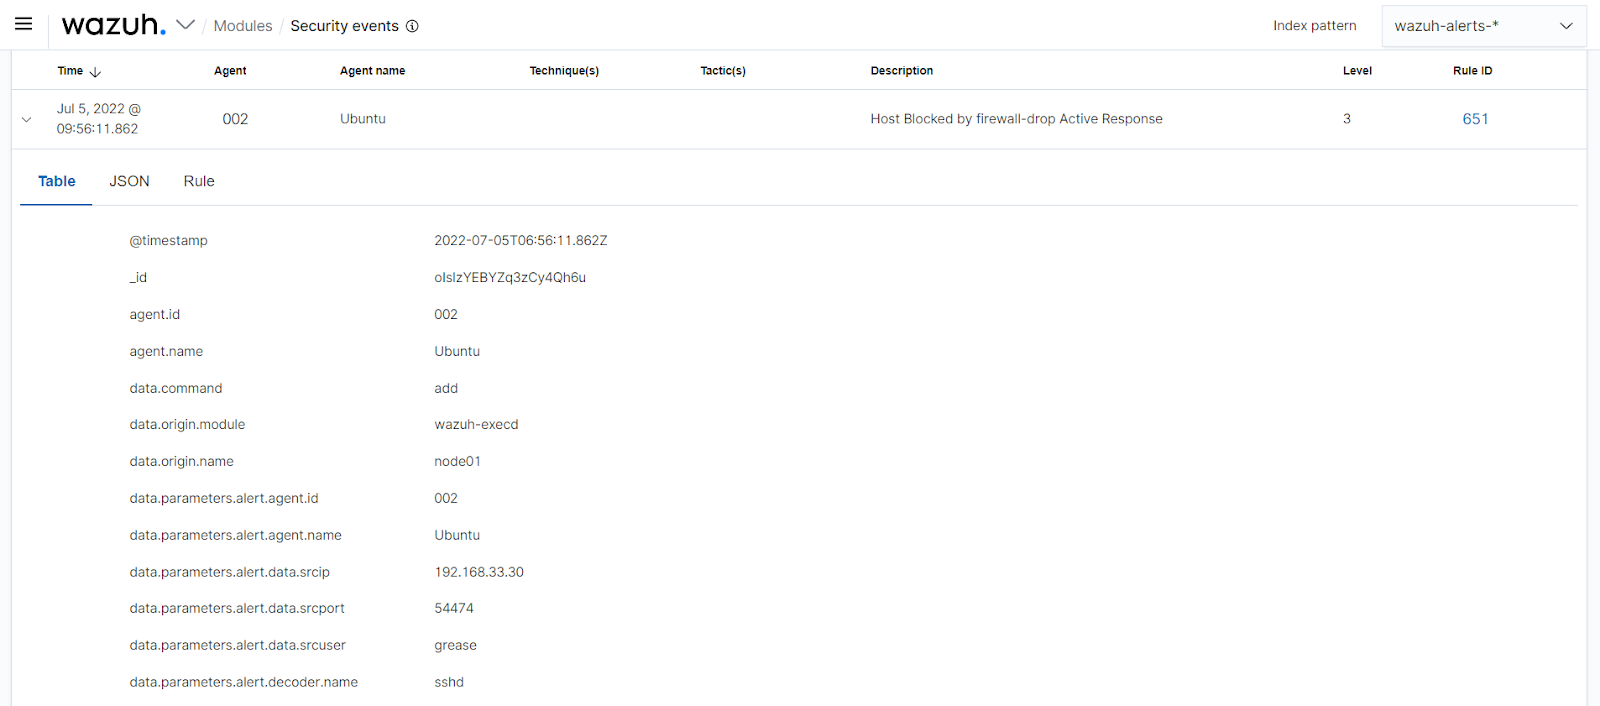 wazuh. / Modules / Security events Index pattern wazuh-alerts-*
Time Agent Agent name Technique(s) Tactic(s) Description Level Rule ID
Jul 5, 2022 @
09:56:11.862
002 Ubuntu Host Blocked by firewall-drop Active Response 3 651
Table JSON Rule
@timestamp 2022-07-05T06:56:11.862Z
_id oIslzYEBYZq3zCy4Qh6u
agent.id 002
agent.name Ubuntu
data.command add
data.origin.module wazuh-execd
data.origin.name node01
data.parameters.alert.agent.id 002
data.parameters.alert.agent.name Ubuntu
data.parameters.alert.data.srcip 192.168.33.30
data.parameters.alert.data.srcport 54474
data.parameters.alert.data.srcuser grease
data.parameters.alert.decoder.name sshd